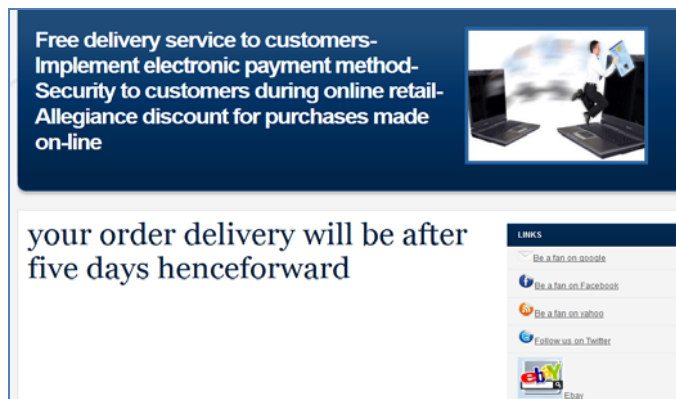 Free delivery service to customers-
Implement electronic payment method-
Security to customers during online retail-
Allegiance discount for purchases made
on-line
your order delivery will be after
five days henceforward
LINKS
Be a fan on google
Be a fan on Facebook
Be a fan on yahoo
Follow us on Twitter
ebay
Ebay